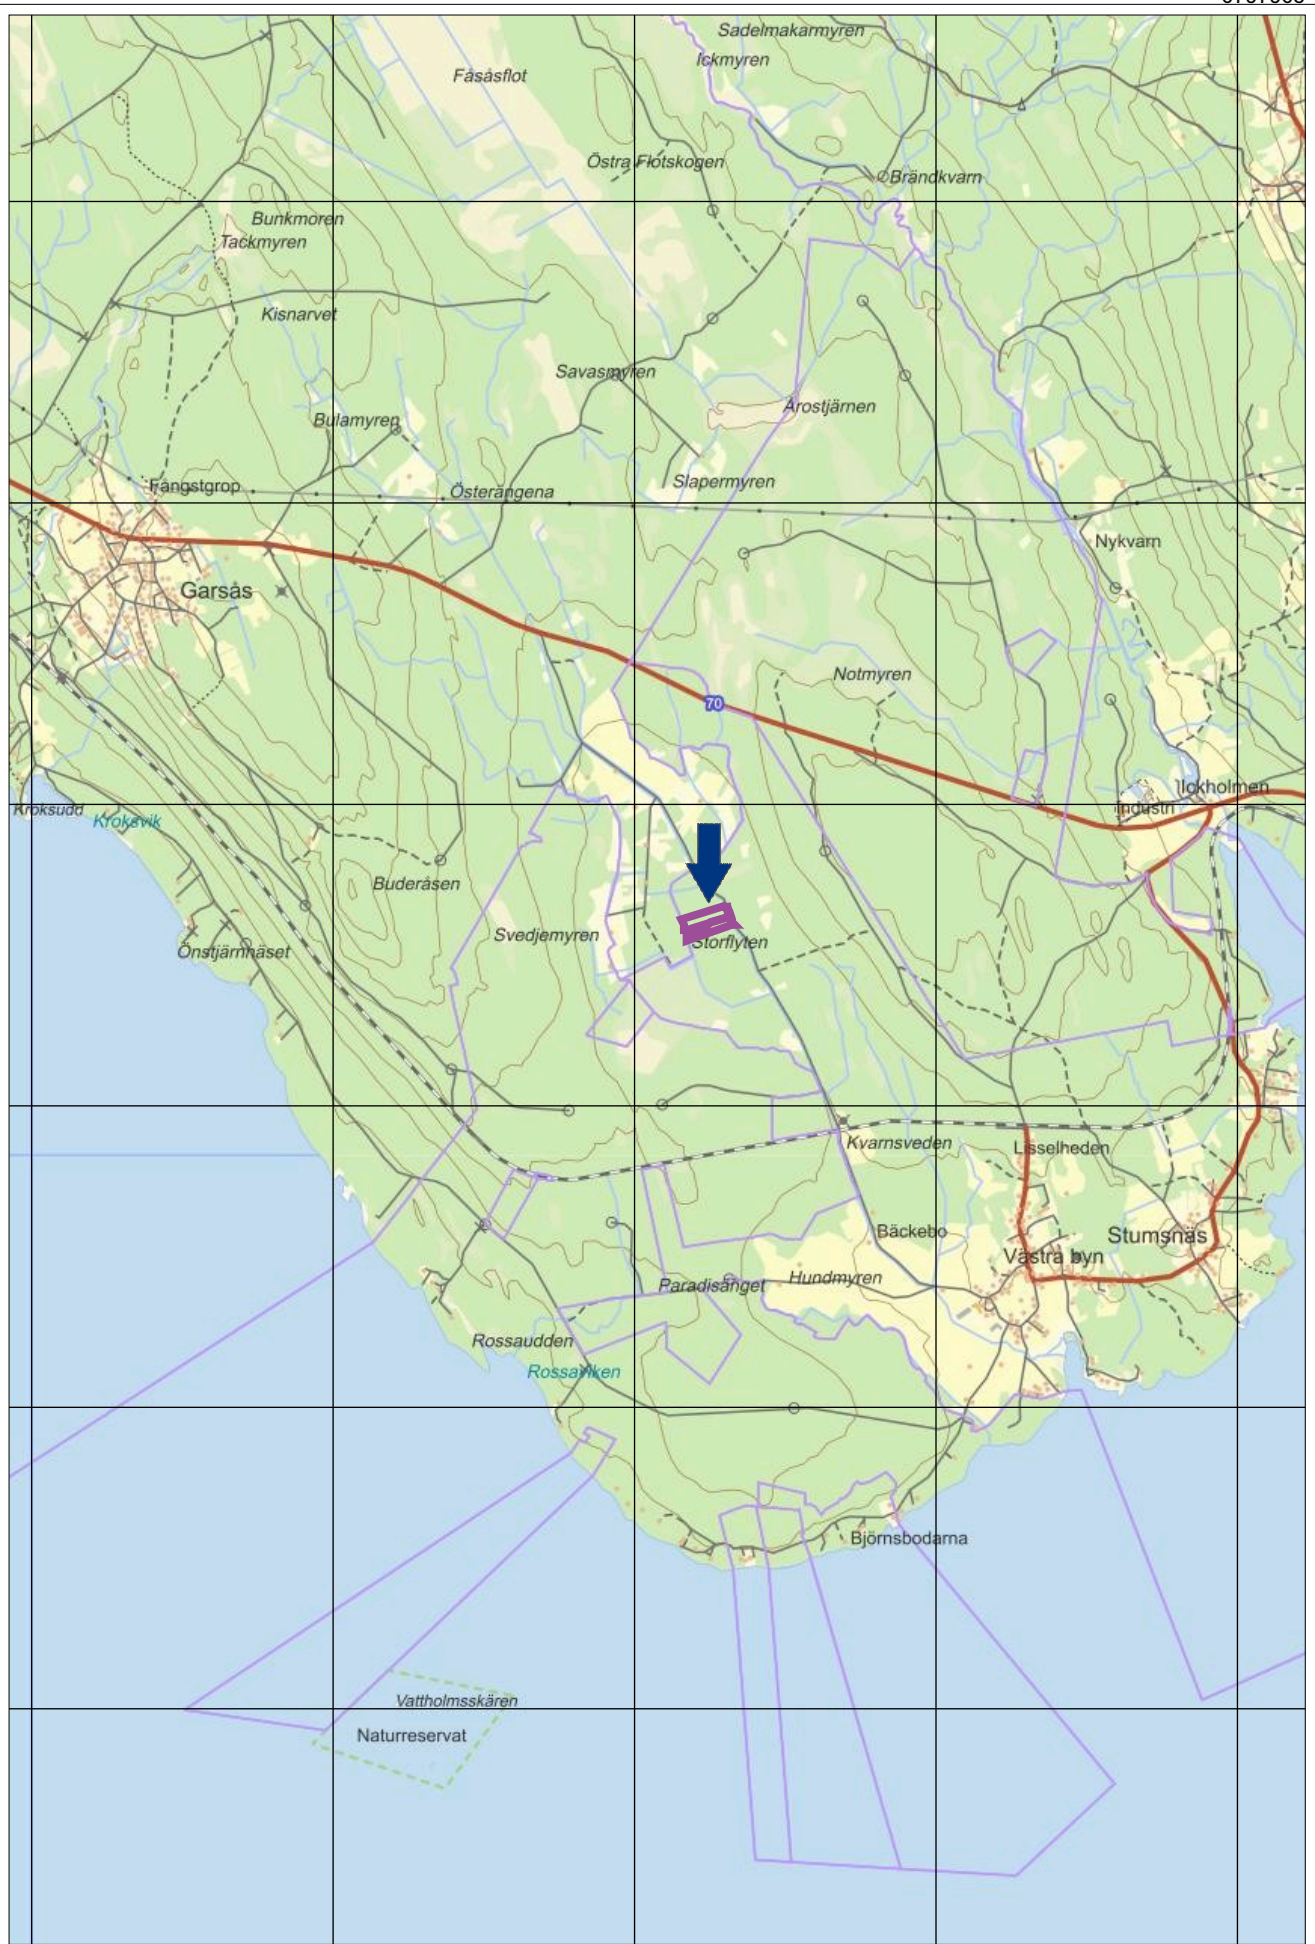 Sadelmakarmyren
Ickmyren
Fåsåsflot
Östra Flotskogen
Brändkvarn
Bunkmoren
Tackmyren
Kisnarvet
Savasmyren
Årostjärnen
Bulamyren
Slapermyren
Fångstgrop
Österängena
Nykvarn
Garsås
Notmyren
70
Ickholmen
Industri
Kroksudd
Kroksvik
Buderåsen
Svedjemyren
Storflyten
Önstjärnhäset
Kvarnsveden
Lisselheden
Bäckebo
Stumsnäs
Västra byn
Hundmyren
Paradisänget
Rossaudden
Rossaviken
Björnsbodarna
Vattholmsskären
Naturreservat